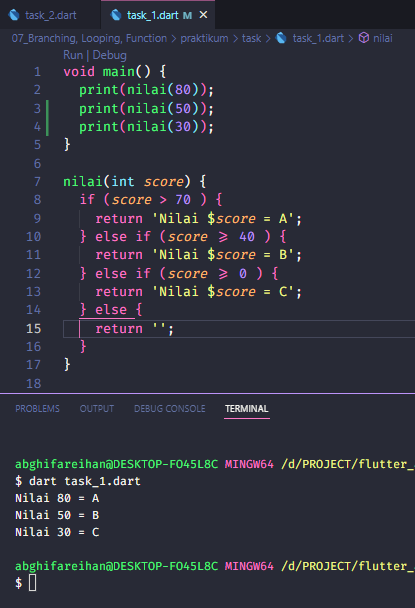 task_2.dart task_1.dart M ×
07_Branching, Looping, Function > praktikum > task > task_1.dart > nilai
Run | Debug
1 void main() {
2 print(nilai(80));
3 print(nilai(50));
4 print(nilai(30));
5 }
6
7 nilai(int score) {
8 if (score > 70 ) {
9 return 'Nilai $score = A';
10 } else if (score >= 40 ) {
11 return 'Nilai $score = B';
12 } else if (score >= 0 ) {
13 return 'Nilai $score = C';
14 } else {
15 return '';
16 }
17 }
18
PROBLEMS OUTPUT DEBUG CONSOLE TERMINAL
abghifareihan@DESKTOP-FO45L8C MINGW64 /d/PROJECT/flutter_
$ dart task_1.dart
Nilai 80 = A
Nilai 50 = B
Nilai 30 = C
abghifareihan@DESKTOP-FO45L8C MINGW64 /d/PROJECT/flutter_
$